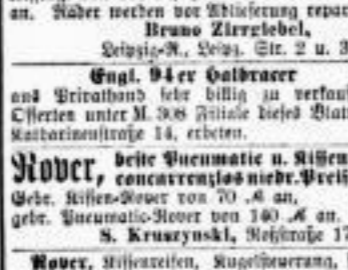 an. Räder werden vor Ablieferung repar
Bruno Zirrgiebel,
Leipzig-R., Leipz. Str. 2 u. 3
Engl. 94er Halbracer
aus Privathand sehr billig zu verkauf
Offerten unter M. 308 Filiale dieses Blat
Katharinenstraße 14, erbeten.
Rover, beste Pneumatic u. Kissen
concurrenzlos niedr. Preis
Gebr. Kissen-Rover von 70 ℳ an,
gebr. Pneumatic-Rover von 140 ℳ an.
S. Kruszynski, Roßstraße 17
Rover, Kissenreifen, Kugelsteuerung,